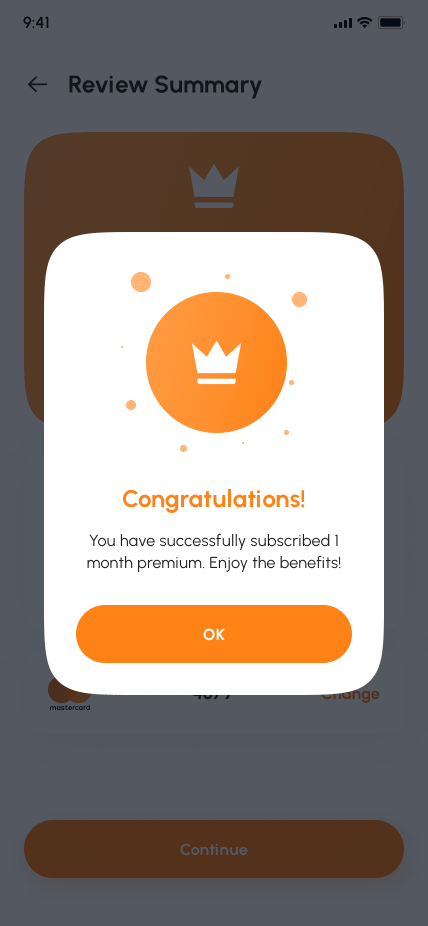 9:41
Review Summary
Congratulations!
You have successfully subscribed 1
month premium. Enjoy the benefits!
OK
mastercard
Change
Continue